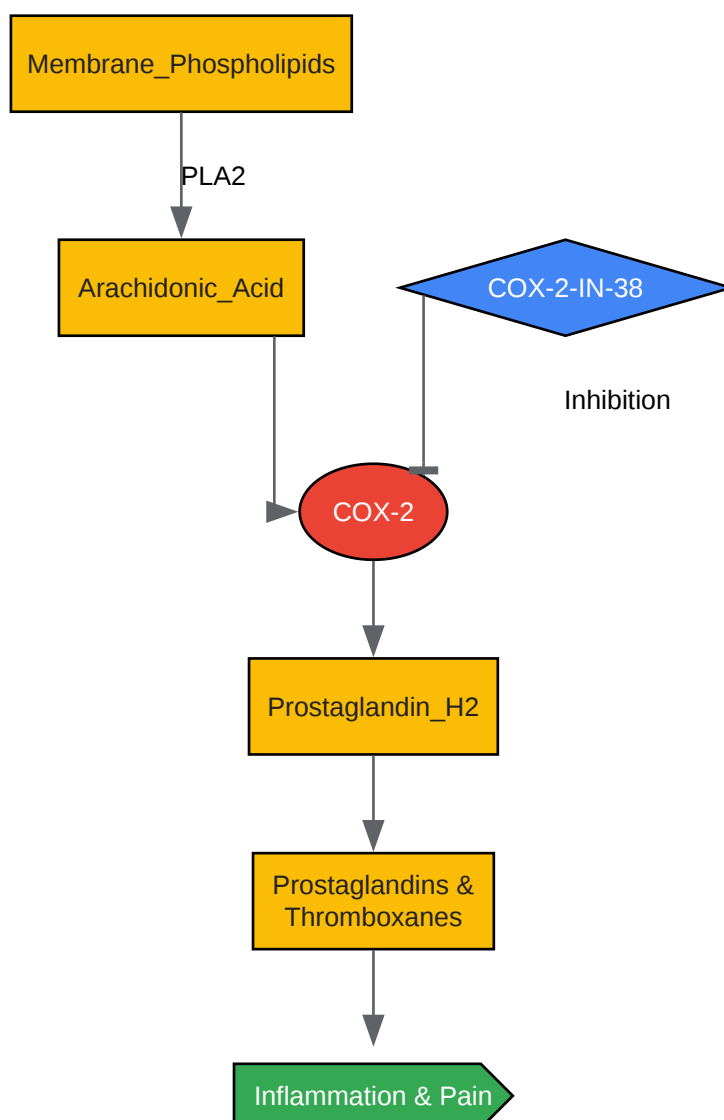 Membrane_Phospholipids
PLA2
Arachidonic_Acid
COX-2-IN-38
Inhibition
COX-2
Prostaglandin_H2
Prostaglandins &
Thromboxanes
Inflammation & Pain